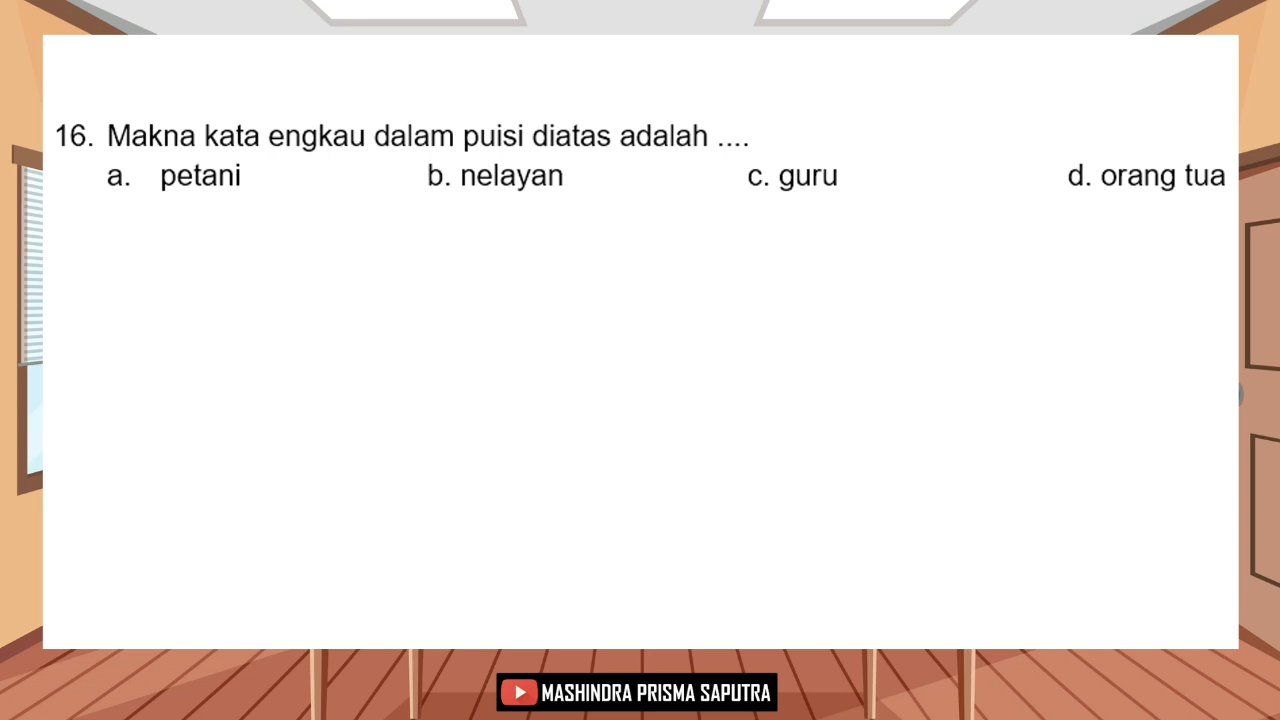 16. Makna kata engkau dalam puisi diatas adalah ....
a. petani b. nelayan c. guru d. orang tua
MASHINDRA PRISMA SAPUTRA